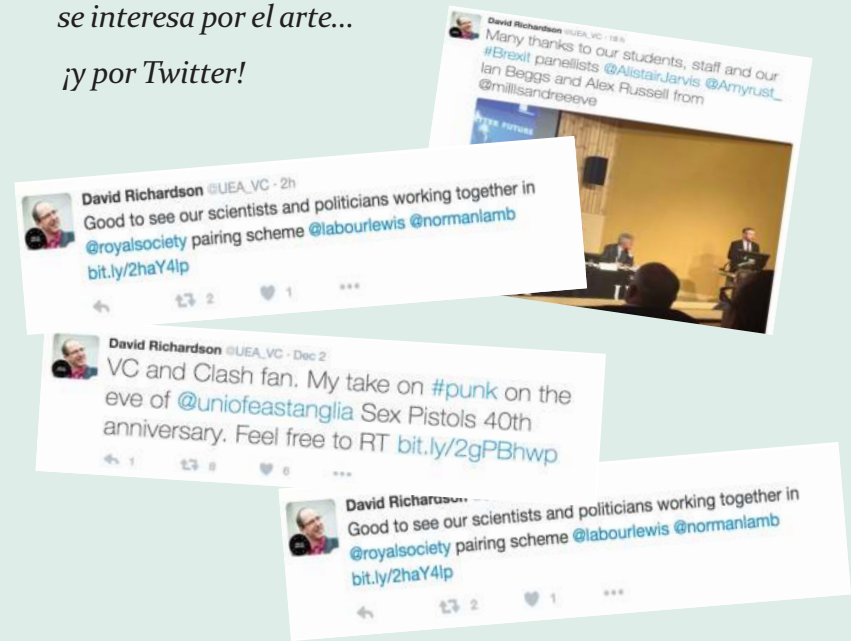 se interesa por el arte...
¡y por Twitter!
David Richardson @UEA_VC · 18h
Many thanks to our students, staff and our
#Brexit panellists @AlistairJarvis @Amyrust_
Ian Beggs and Alex Russell from
@millisandreeeve
TTER FUTURE
David Richardson @UEA_VC · 2h
Good to see our scientists and politicians working together in
@royalsociety pairing scheme @labourlewis @normanlamb
bit.ly/2haY4lp
2 1
David Richardson @UEA_VC · Dec 2
VC and Clash fan. My take on #punk on the
eve of @uniofeastanglia Sex Pistols 40th
anniversary. Feel free to RT bit.ly/2gPBhwp
1 8 6
David Richardson
Good to see our scientists and politicians working together in
@royalsociety pairing scheme @labourlewis @normanlamb
bit.ly/2haY4lp
2 1